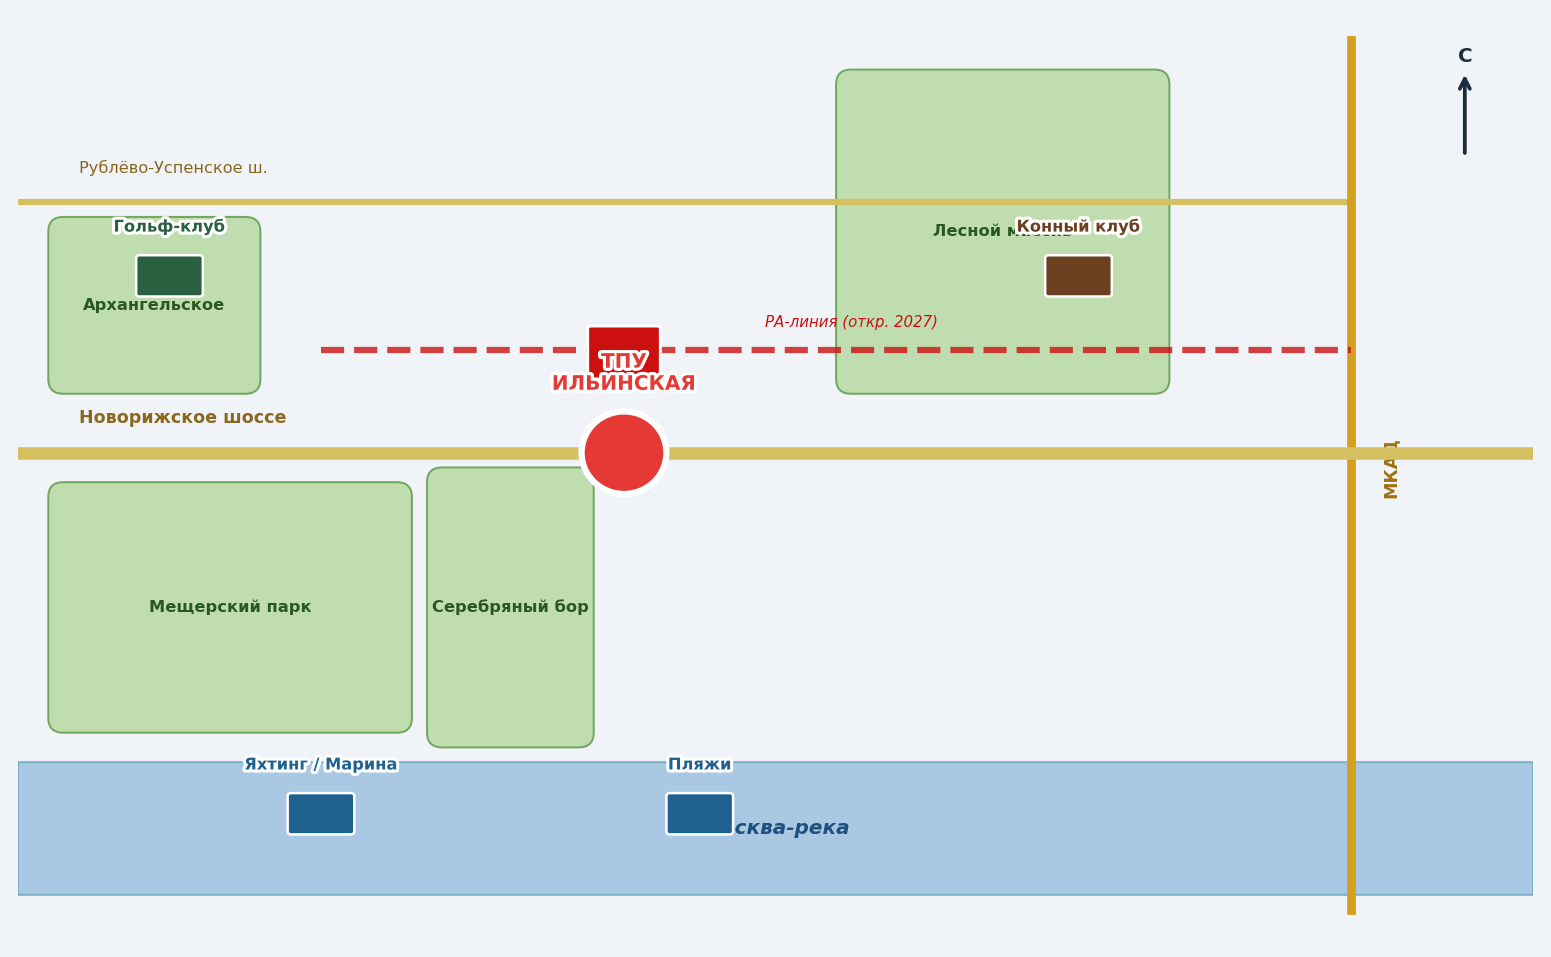 С
Рублёво-Успенское ш.
Гольф-клуб
Лесной
Конный клуб
Архангельское
РА-линия (откр. 2027)
ТПУ
ИЛЬИНСКАЯ
Новорижское шоссе
МКАД
Мещерский парк
Серебряный бор
Яхтинг / Марина
Пляжи
сква-река